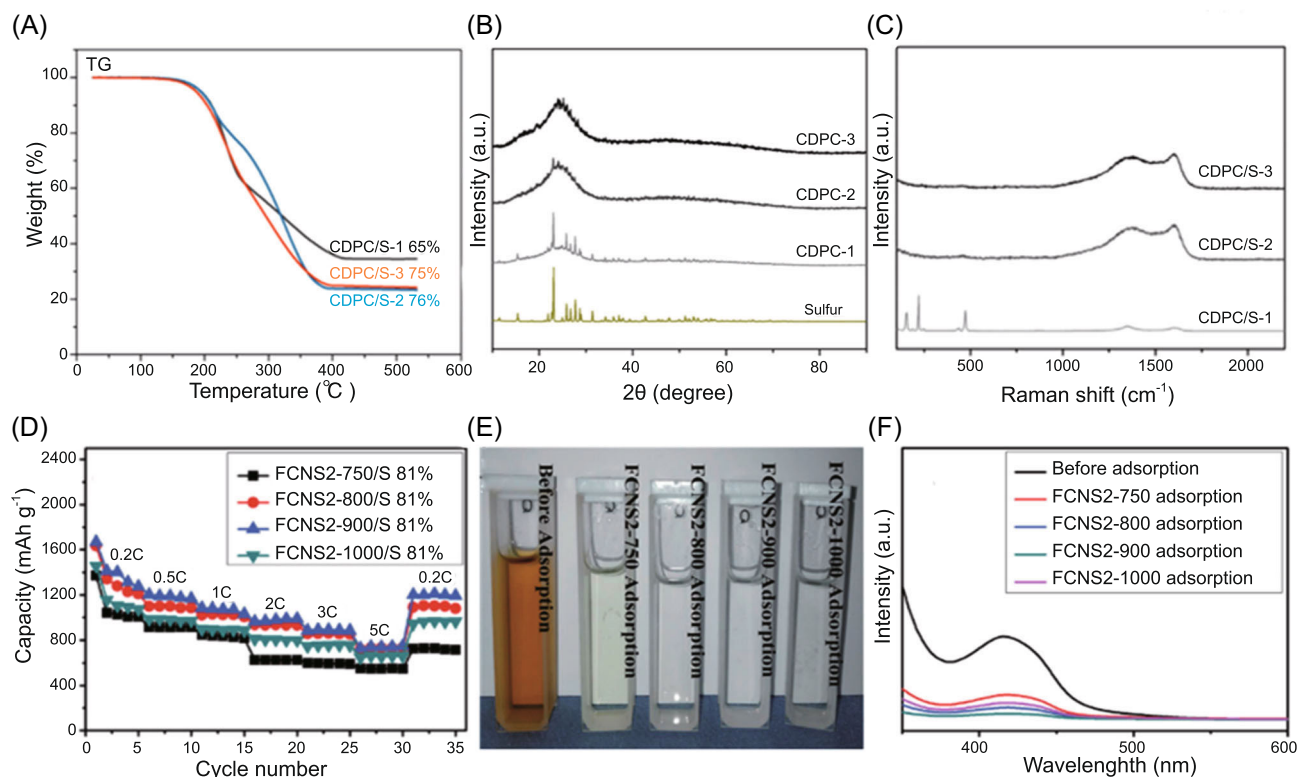 (A)
TG
100
80
60
40
20
0
Weight (%)
CDPC/S-1 65%
CDPC/S-3 75%
CDPC/S-2 76%
0 100 200 300 400 500 600
Temperature (℃ )
(B)
Intensity (a.u.)
CDPC-3
CDPC-2
CDPC-1
Sulfur
20 40 60 80
2θ (degree)
(C)
Intensity (a.u.)
CDPC/S-3
CDPC/S-2
CDPC/S-1
500 1000 1500 2000
Raman shift (cm⁻¹)
(D)
2400
2000
1600
1200
800
400
0
Capacity (mAh g⁻¹)
FCNS2-750/S 81%
FCNS2-800/S 81%
FCNS2-900/S 81%
FCNS2-1000/S 81%
0.2C
0.5C
1C
2C
3C
5C
0.2C
0 5 10 15 20 25 30 35
Cycle number
(E)
Before Adsorption
FCNS2-750 Adsorption
FCNS2-800 Adsorption
FCNS2-900 Adsorption
FCNS2-1000 Adsorption
(F)
Intensity (a.u.)
Before adsorption
FCNS2-750 adsorption
FCNS2-800 adsorption
FCNS2-900 adsorption
FCNS2-1000 adsorption
400 500 600
Wavelenghth (nm)